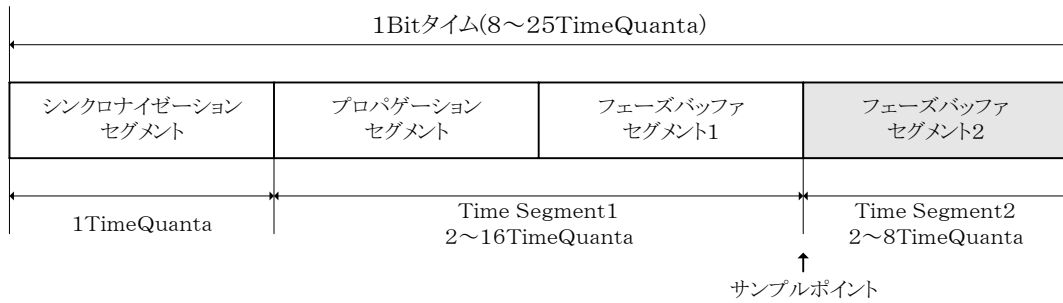 1Bitタイム(8～25TimeQuanta)
シンクロナイゼーション
セグメント
プロパゲーション
セグメント
フェーズバッファ
セグメント1
フェーズバッファ
セグメント2
1TimeQuanta
Time Segment1
2～16TimeQuanta
Time Segment2
2～8TimeQuanta
サンプルポイント